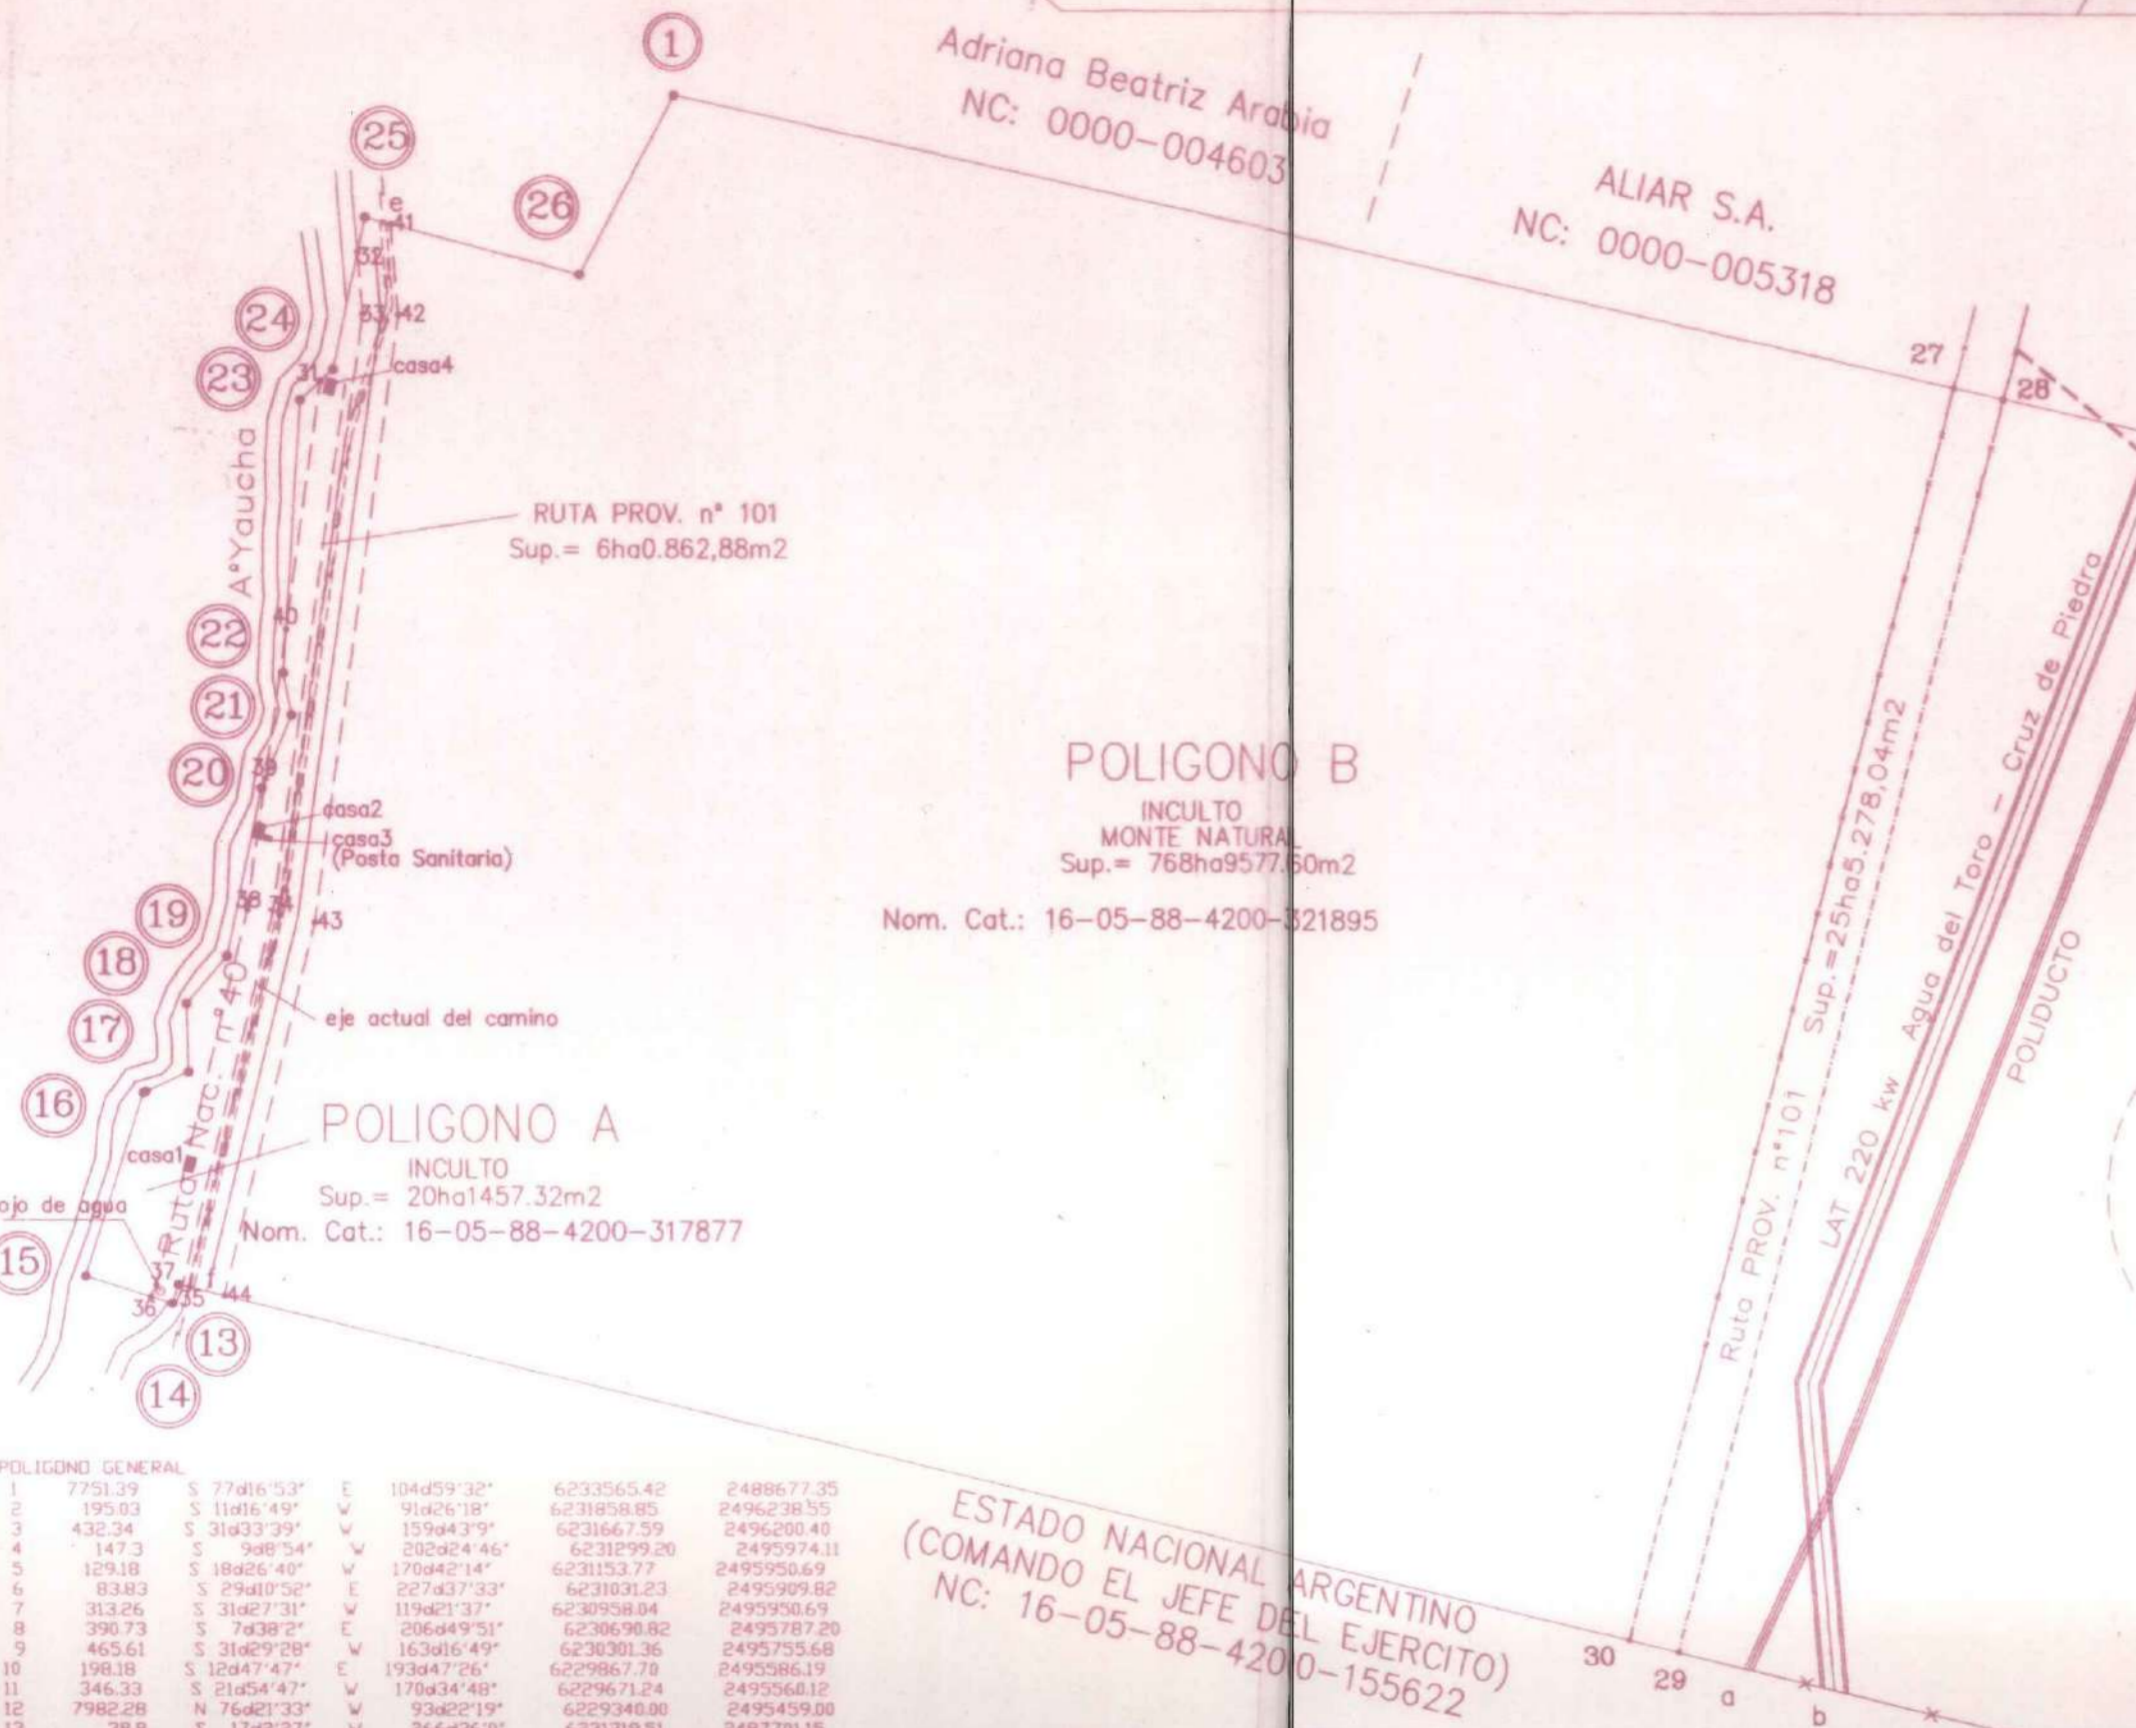 1
Adriana Beatriz Arabia
NC: 0000-004603
ALIAR S.A.
NC: 0000-005318
25
e
41
26
32
24
33
42
23
31
casa4
27
28
A°Yaucha
RUTA PROV. n° 101
Sup.= 6ha0.862,88m2
40
22
21
20
39
casa2
casa3
(Posta Sanitaria)
POLIGONO B
INCULTO
MONTE NATURAL
Sup.= 768ha9577.60m2
Nom. Cat.: 16-05-88-4200-321895
19
38
34
43
18
17
eje actual del camino
16
Ruta Nac. n°40
POLIGONO A
INCULTO
Sup.= 20ha1457.32m2
Nom. Cat.: 16-05-88-4200-317877
casa1
ojo de agua
15
37
36
35
f
44
13
14
Ruta PROV. n°101 Sup.=25ha5.278,04m2
LAT 220 kw Agua del Toro - Cruz de Piedra
POLIDUCTO
ESTADO NACIONAL ARGENTINO
(COMANDO EL JEFE DEL EJERCITO)
NC: 16-05-88-4200-155622
30
29
a
b
POLIGONO GENERAL
1 7751.39 S 77d16'53" E 104d59'32" 6233565.42 2488677.35
2 195.03 S 11d16'49" W 91d26'18" 6231858.85 2496238.55
3 432.34 S 31d33'39" W 159d43'9" 6231667.59 2496200.40
4 147.3 S 9d8'54" W 202d24'46" 6231299.20 2495974.11
5 129.18 S 18d26'40" W 170d42'14" 6231153.77 2495950.69
6 83.83 S 29d10'52" E 227d37'33" 6231031.23 2495909.82
7 313.26 S 31d27'31" W 119d21'37" 6230958.04 2495950.69
8 390.73 S 7d38'2" E 206d49'51" 6230690.82 2495787.20
9 465.61 S 31d29'28" W 163d16'49" 6230301.36 2495755.68
10 198.18 S 12d47'47" E 193d47'26" 6229867.70 2495586.19
11 346.33 S 21d54'47" W 170d34'48" 6229671.24 2495560.12
12 7982.28 N 76d21'33" W 93d22'19" 6229340.00 2495459.00